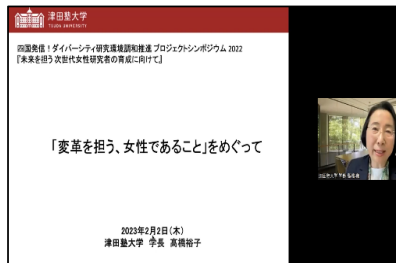 津田塾大学
TSUDA UNIVERSITY
四国発信！ダイバーシティ研究環境調和推進 プロジェクトシンポジウム 2022
『未来を担う 次世代女性研究者の育成に向けて』
「変革を担う、女性であること」をめぐって
2023年2月2日(木)
津田塾大学 学長 髙橋裕子